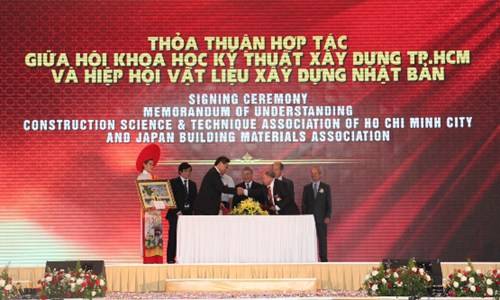 THỎA THUẬN HỢP TÁC
GIỮA HỘI KHOA HỌC KỸ THUẬT XÂY DỰNG TP.HCM
VÀ HIỆP HỘI VẬT LIỆU XÂY DỰNG NHẬT BẢN
SIGNING CEREMONY
MEMORANDUM OF UNDERSTANDING
CONSTRUCTION SCIENCE & TECHNIQUE ASSOCIATION OF HO CHI MINH CITY
AND JAPAN BUILDING MATERIALS ASSOCIATION